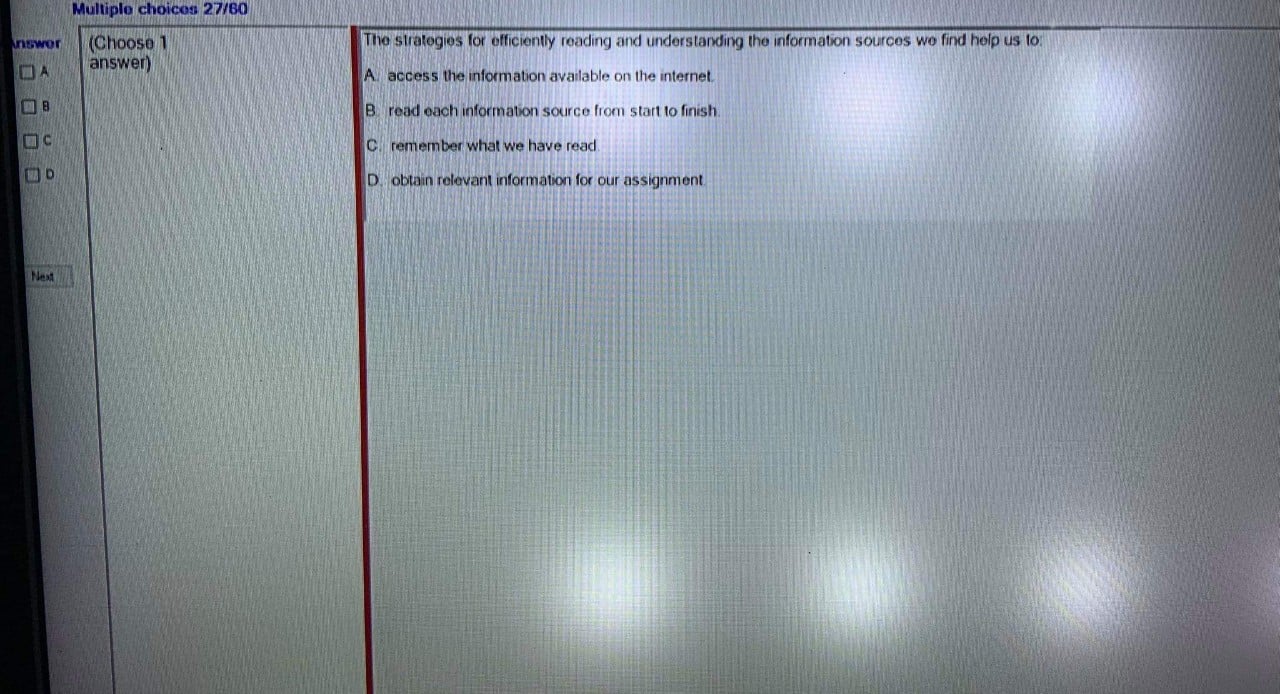 Multiple choices 27/60
Answer
(Choose 1
answer)
A
B
C
D
Next
The strategies for efficiently reading and understanding the information sources we find help us to:
A. access the information available on the internet.
B. read each information source from start to finish.
C. remember what we have read.
D. obtain relevant information for our assignment.